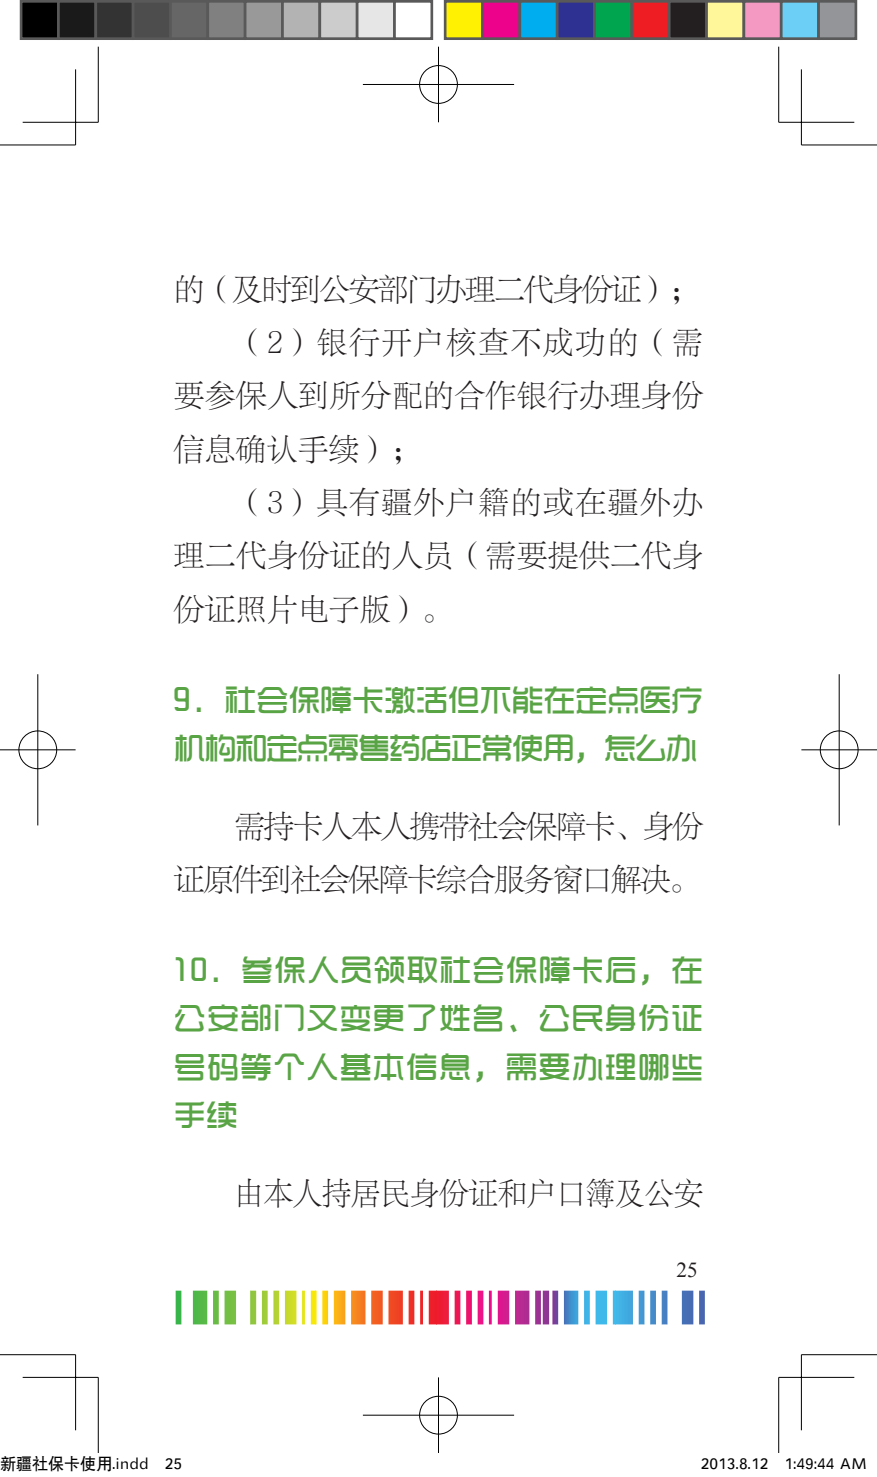 的（及时到公安部门办理二代身份证）；
（2）银行开户核查不成功的（需
要参保人到所分配的合作银行办理身份
信息确认手续）；
（3）具有疆外户籍的或在疆外办
理二代身份证的人员（需要提供二代身
份证照片电子版）。
9．社会保障卡激活但不能在定点医疗
机构和定点零售药店正常使用，怎么办
需持卡人本人携带社会保障卡、身份
证原件到社会保障卡综合服务窗口解决。
10．参保人员领取社会保障卡后，在
公安部门又变更了姓名、公民身份证
号码等个人基本信息，需要办理哪些
手续
由本人持居民身份证和户口簿及公安
25
新疆社保卡使用.indd 25 2013.8.12 1:49:44 AM